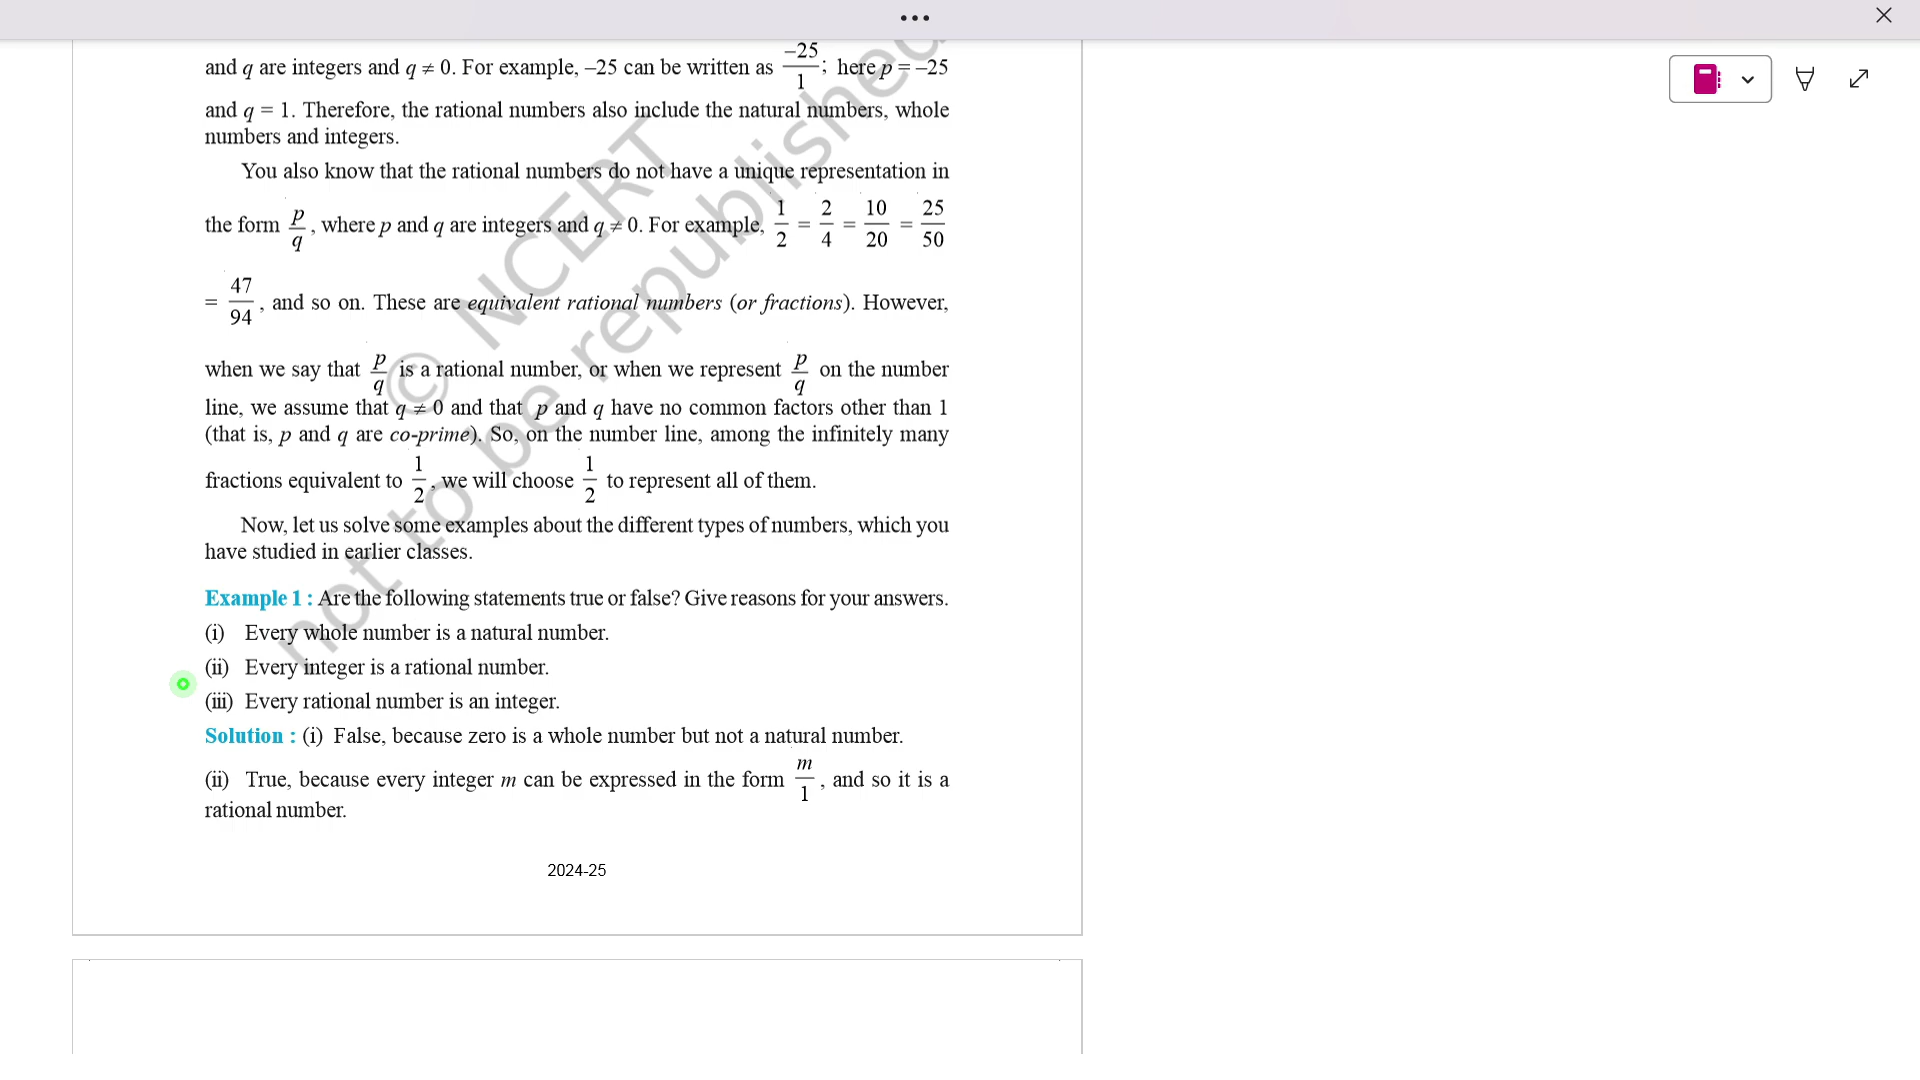 and q are integers and q ≠ 0. For example, –25 can be written as –25/1; here p = –25
and q = 1. Therefore, the rational numbers also include the natural numbers, whole
numbers and integers.
You also know that the rational numbers do not have a unique representation in
the form p/q, where p and q are integers and q ≠ 0. For example, 1/2 = 2/4 = 10/20 = 25/50
= 47/94, and so on. These are equivalent rational numbers (or fractions). However,
when we say that p/q is a rational number, or when we represent p/q on the number
line, we assume that q ≠ 0 and that p and q have no common factors other than 1
(that is, p and q are co-prime). So, on the number line, among the infinitely many
fractions equivalent to 1/2, we will choose 1/2 to represent all of them.
Now, let us solve some examples about the different types of numbers, which you
have studied in earlier classes.
Example 1 : Are the following statements true or false? Give reasons for your answers.
(i) Every whole number is a natural number.
(ii) Every integer is a rational number.
(iii) Every rational number is an integer.
Solution : (i) False, because zero is a whole number but not a natural number.
(ii) True, because every integer m can be expressed in the form m/1, and so it is a
rational number.
2024-25
© NCERT
not to be republished